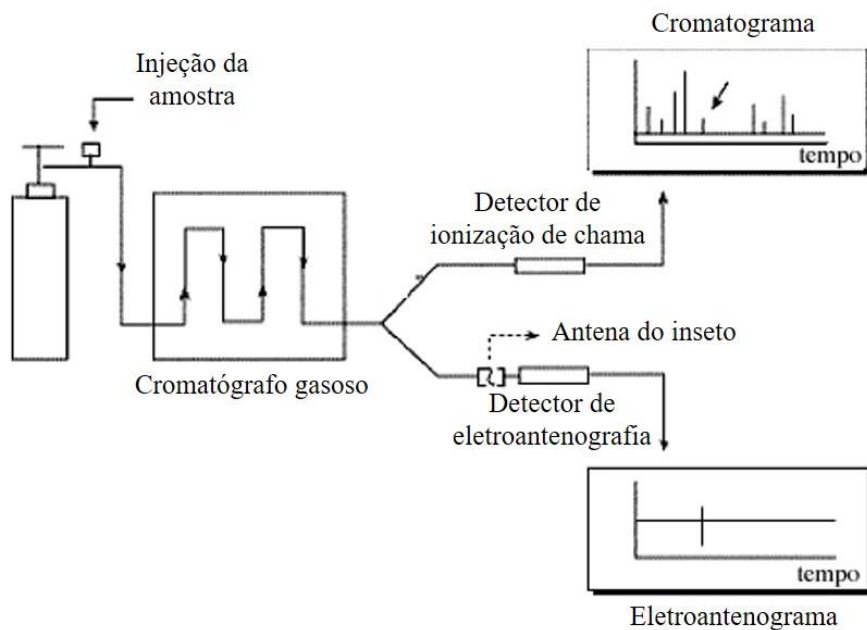 Cromatograma
Injeção da
amostra
tempo
Detector de
ionização de chama
Antena do inseto
Cromatógrafo gasoso
Detector de
eletroantenografia
tempo
Eletroantenograma